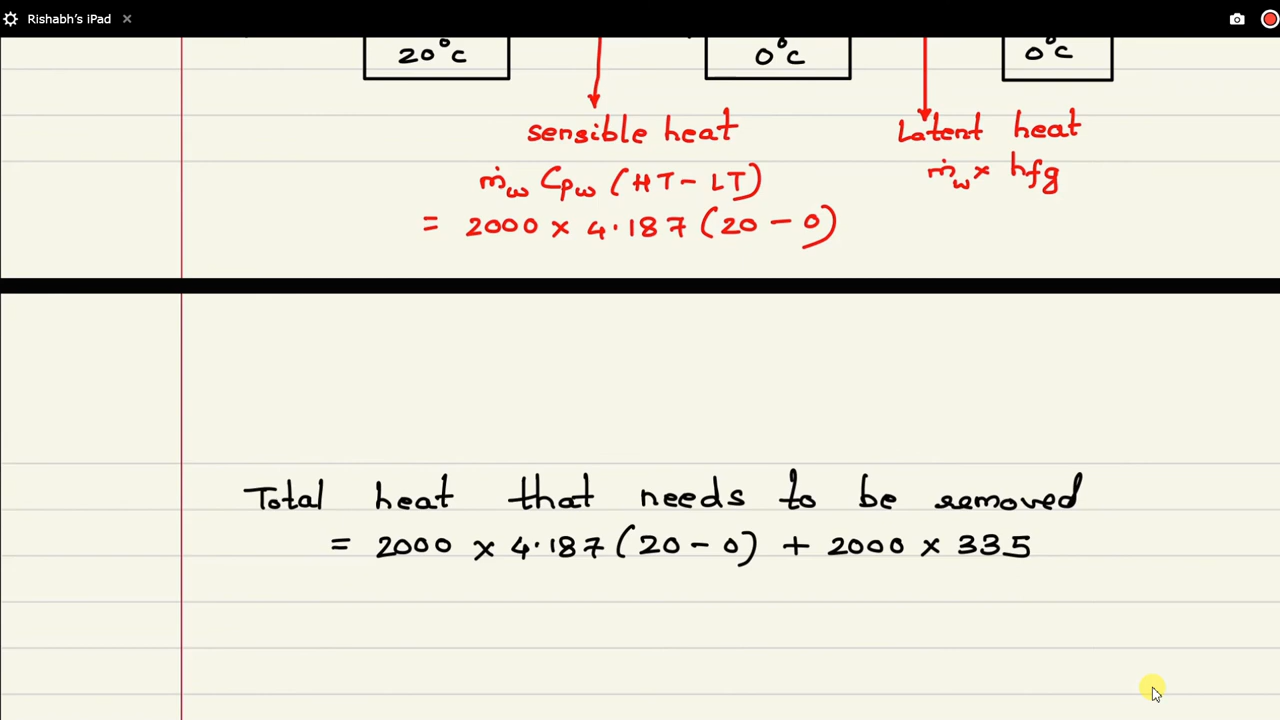 Rishabh's iPad ×
20°c 0°c 0°c
sensible heat Latent heat
ṁw Cpw (HT - LT) ṁw × hfg
= 2000 × 4.187 (20 - 0)
Total heat that needs to be removed
= 2000 × 4.187 (20 - 0) + 2000 × 335